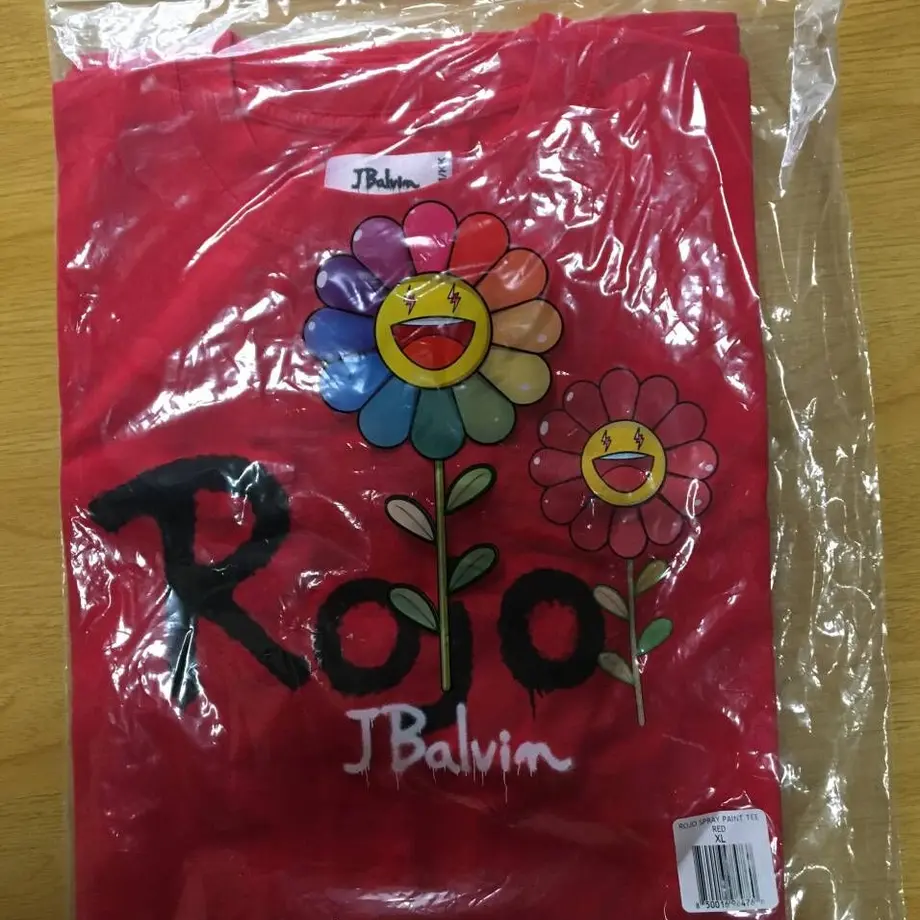 JBalvin
Rojo
JBalvin
ROJO SPRAY PAINT TEE
RED
XL